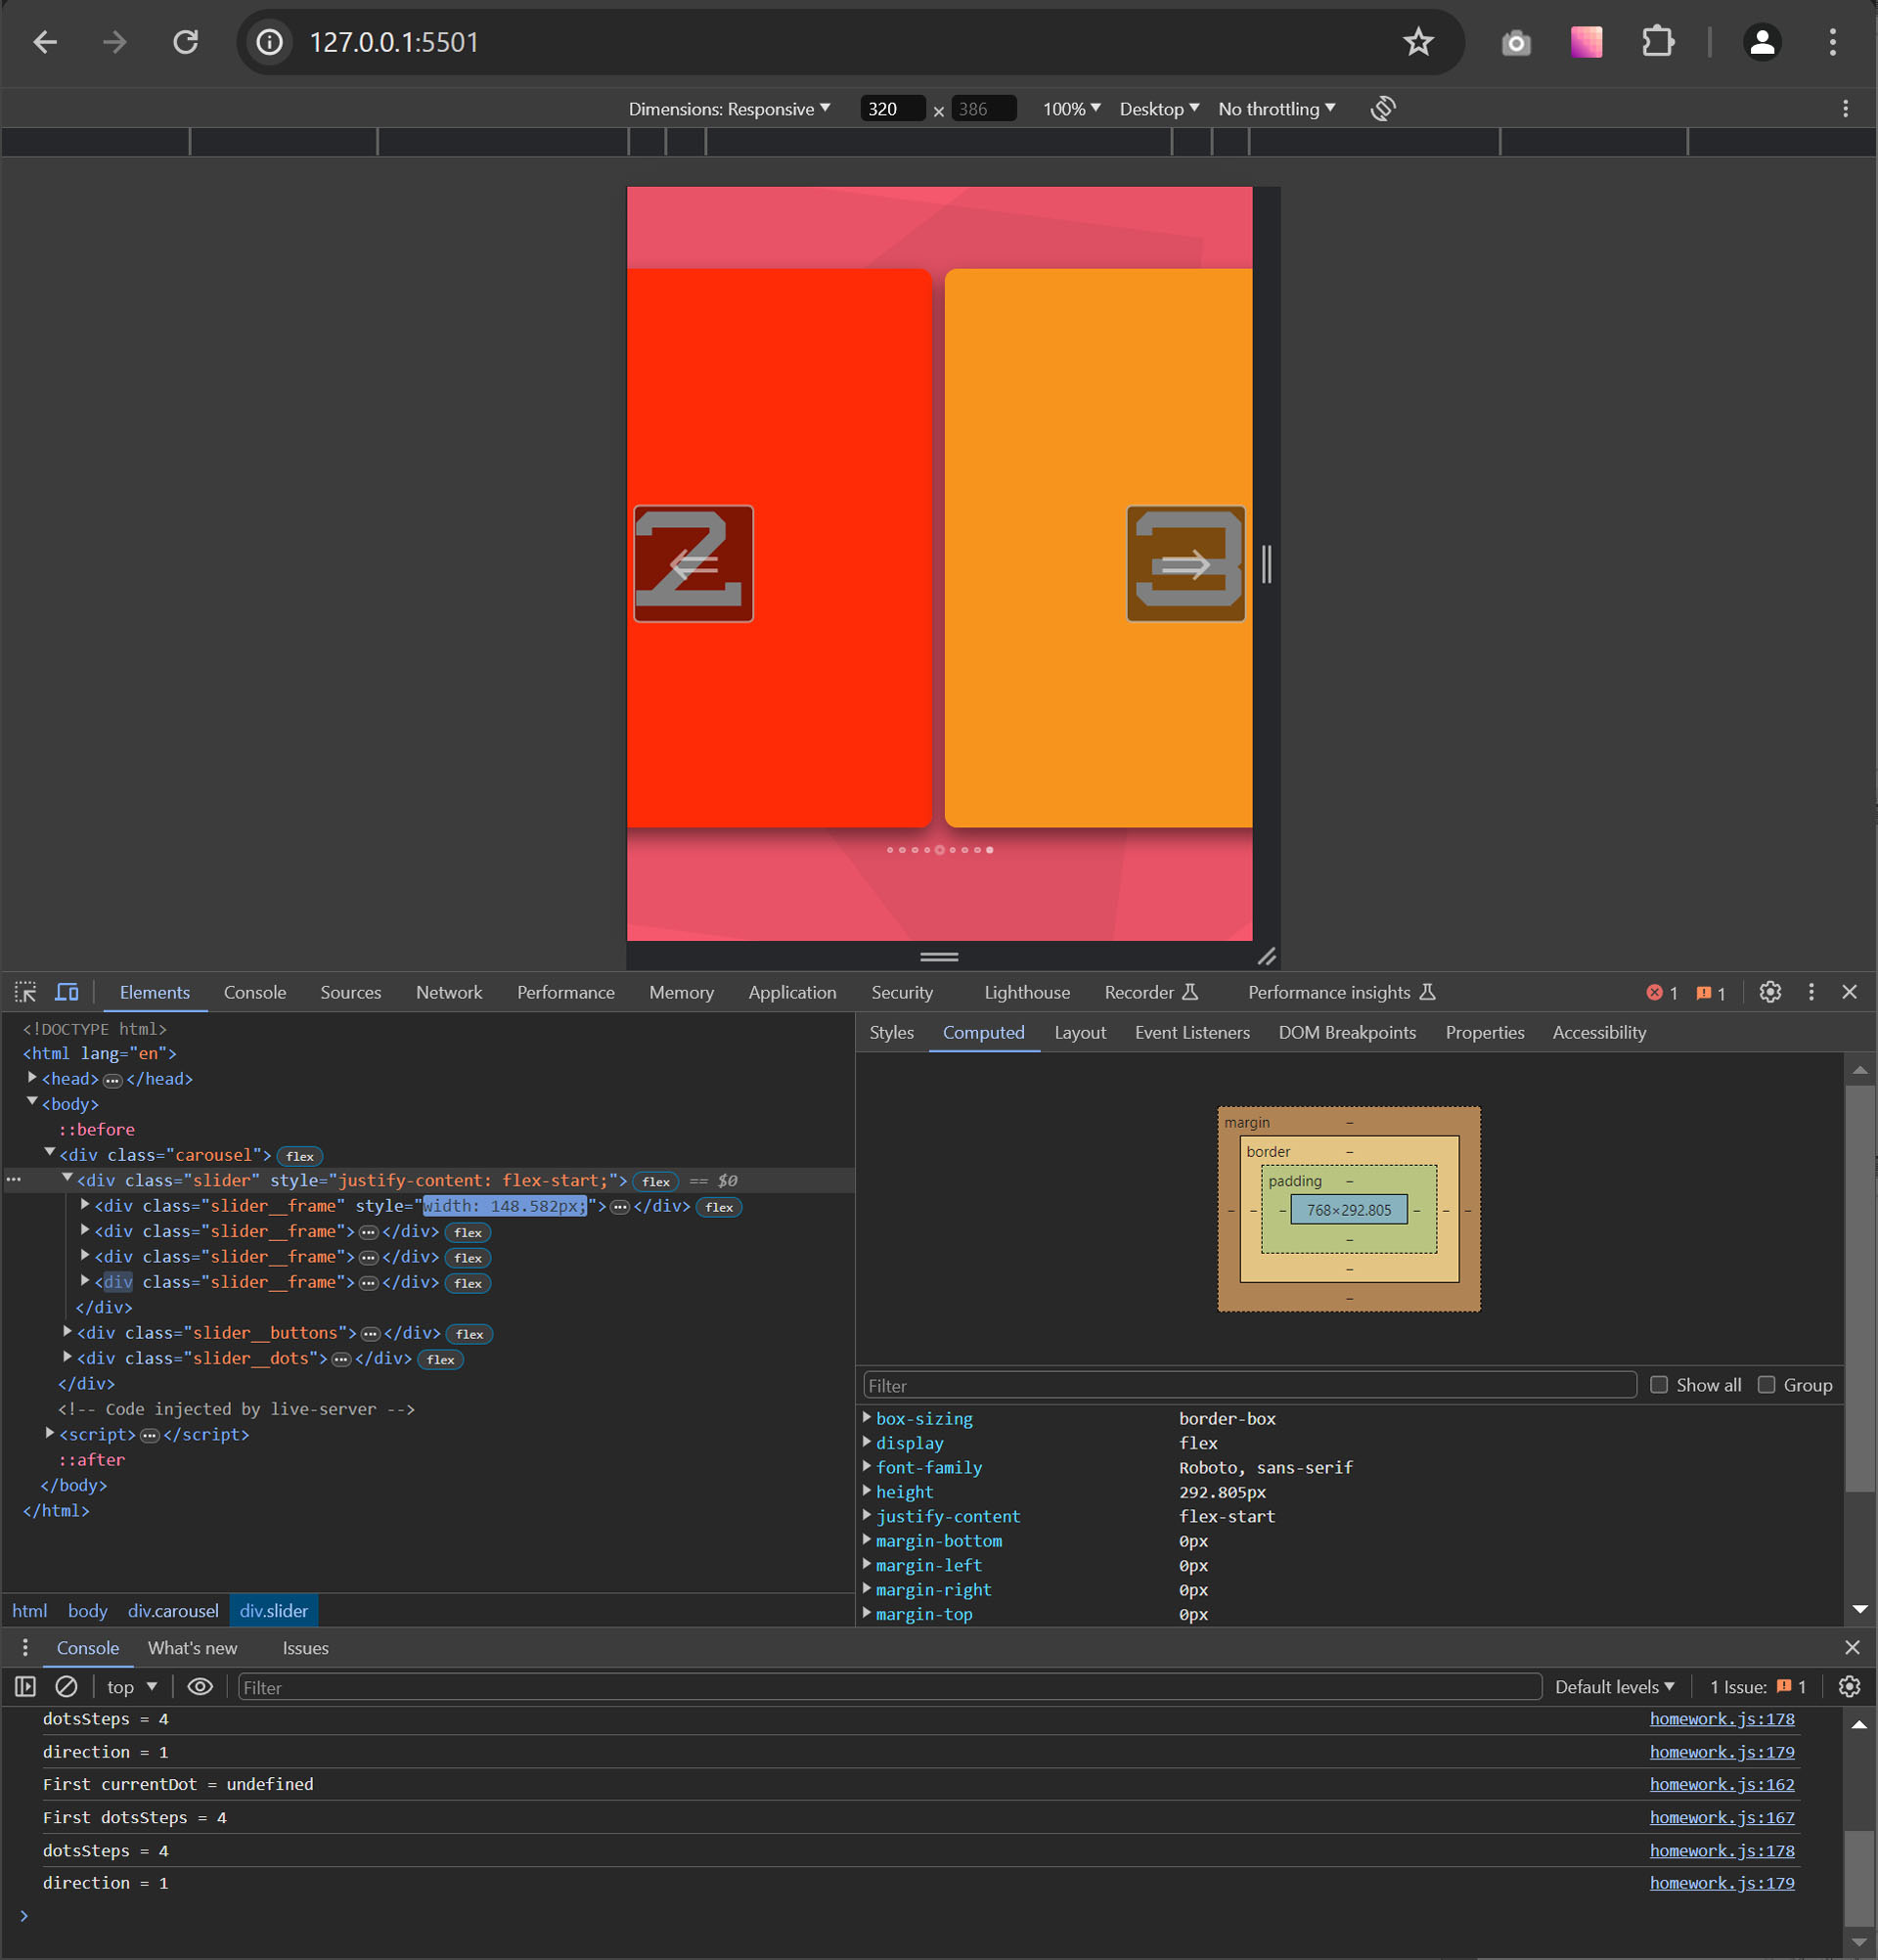 127.0.0.1:5501
Dimensions: Responsive 320 × 386 100% Desktop No throttling
2 3
Elements Console Sources Network Performance Memory Application Security Lighthouse Recorder Performance insights 1 1
<!DOCTYPE html>
<html lang="en">
<head> ⋯ </head>
<body>
::before
<div class="carousel"> flex
<div class="slider" style="justify-content: flex-start;"> flex == $0
<div class="slider__frame" style="width: 148.582px;"> ⋯ </div> flex
<div class="slider__frame"> ⋯ </div> flex
<div class="slider__frame"> ⋯ </div> flex
<div class="slider__frame"> ⋯ </div> flex
</div>
<div class="slider__buttons"> ⋯ </div> flex
<div class="slider__dots"> ⋯ </div> flex
</div>
<!-- Code injected by live-server -->
<script> ⋯ </script>
::after
</body>
</html>
html body div.carousel div.slider
Styles Computed Layout Event Listeners DOM Breakpoints Properties Accessibility
margin –
border –
padding –
– – – 768×292.805 – – –
–
–
–
Filter Show all Group
box-sizing border-box
display flex
font-family Roboto, sans-serif
height 292.805px
justify-content flex-start
margin-bottom 0px
margin-left 0px
margin-right 0px
margin-top 0px
Console What's new Issues
top Filter Default levels 1 Issue: 1
dotsSteps = 4 homework.js:178
direction = 1 homework.js:179
First currentDot = undefined homework.js:162
First dotsSteps = 4 homework.js:167
dotsSteps = 4 homework.js:178
direction = 1 homework.js:179